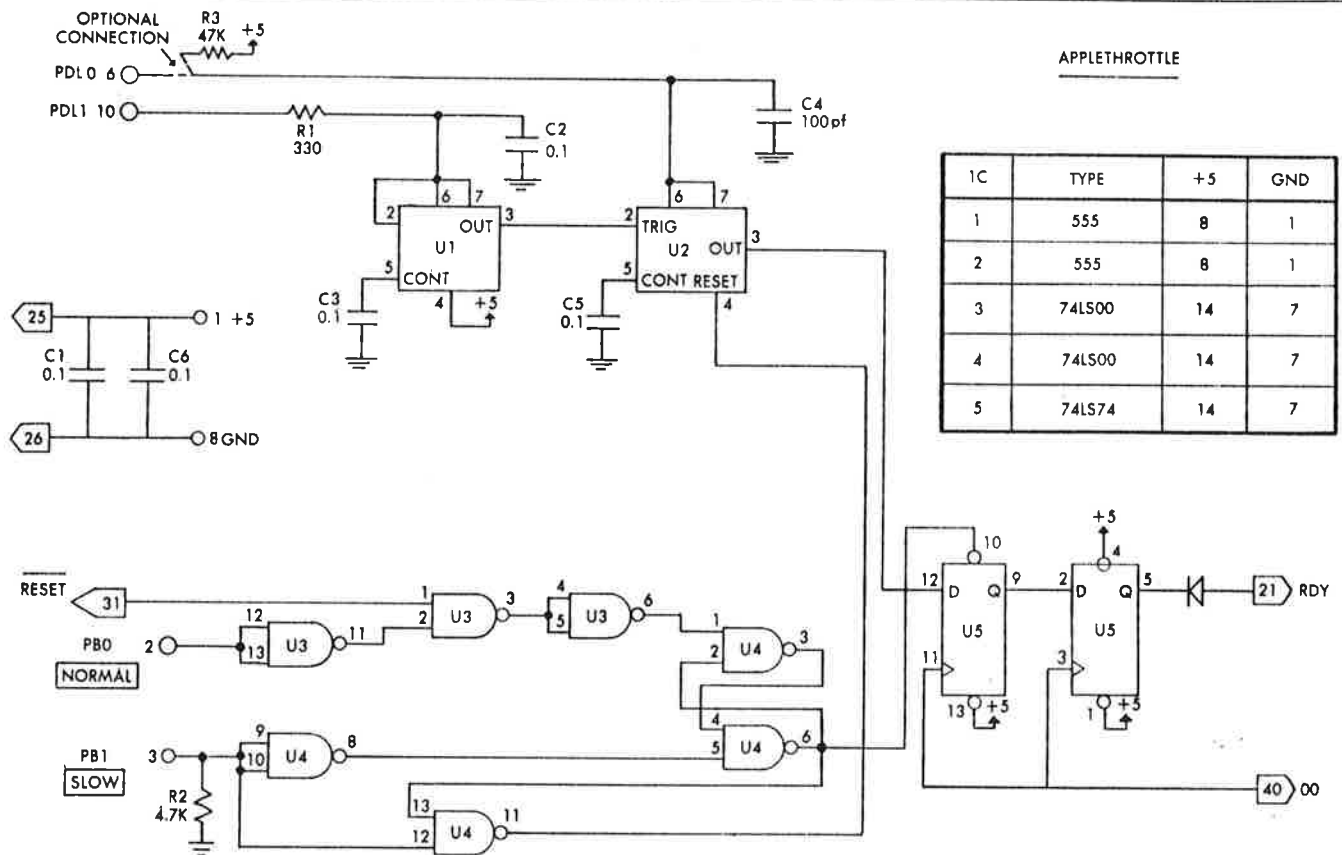 OPTIONAL
CONNECTION
R3
47K
+5
PDL0 6
PDL1 10
R1
330
C2
0.1
C4
100pf
APPLETHROTTLE
2
6
7
OUT
3
U1
5
CONT
4
+5
C3
0.1
2
6
7
TRIG
U2
OUT
3
5
CONT RESET
4
C5
0.1
1C TYPE +5 GND
1 555 8 1
2 555 8 1
3 74LS00 14 7
4 74LS00 14 7
5 74LS74 14 7
25
1 +5
C1
0.1
C6
0.1
26
8 GND
RESET
31
1
2
U3
3
4
5
U3
6
PB0
2
NORMAL
12
13
U3
11
1
2
U4
3
4
5
U4
6
PB1
3
SLOW
9
10
U4
8
R2
4.7K
13
12
U4
11
10
12
D
Q
9
U5
11
13
+5
+5
4
2
D
Q
5
U5
3
1
+5
21
RDY
40
00